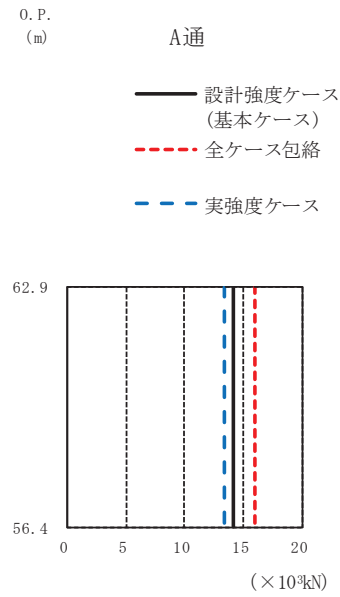 O.P.
(m)
A通
設計強度ケース
(基本ケース)
全ケース包絡
実強度ケース
62.9
56.4
0 5 10 15 20
(×10³kN)